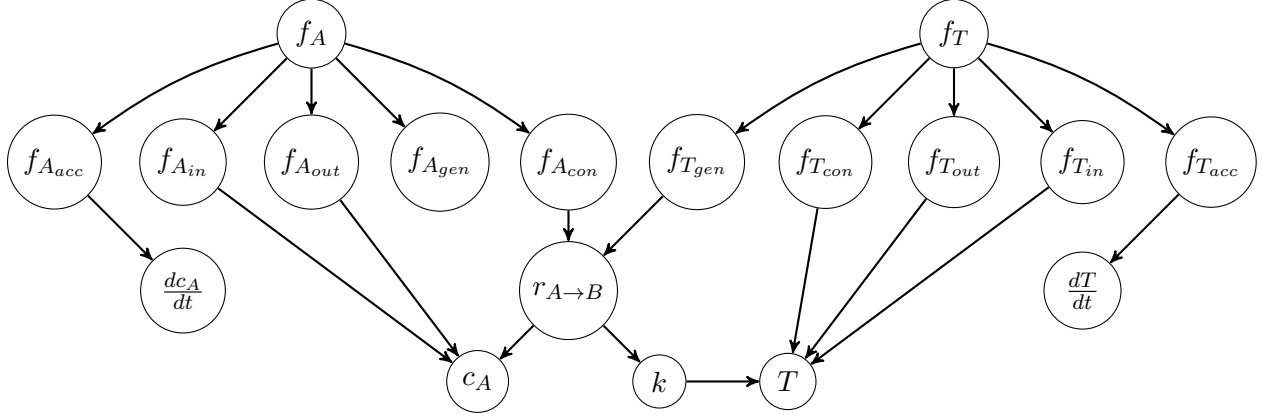 f_A f_T
f_{A_{acc}} f_{A_{in}} f_{A_{out}} f_{A_{gen}} f_{A_{con}} f_{T_{gen}} f_{T_{con}} f_{T_{out}} f_{T_{in}} f_{T_{acc}}
\frac{dc_A}{dt} r_{A→B} \frac{dT}{dt}
c_A k T